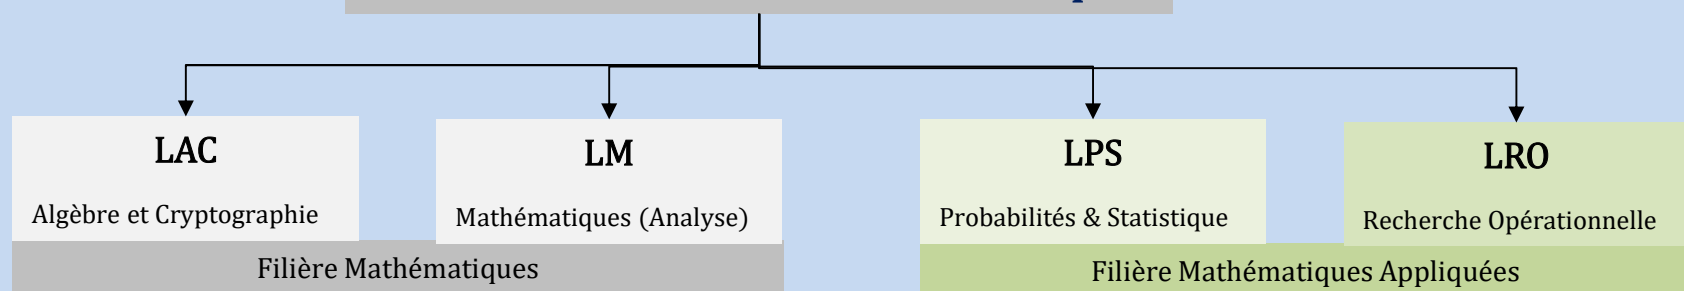 LAC
Algèbre et Cryptographie
LM
Mathématiques (Analyse)
Filière Mathématiques
LPS
Probabilités & Statistique
LRO
Recherche Opérationnelle
Filière Mathématiques Appliquées